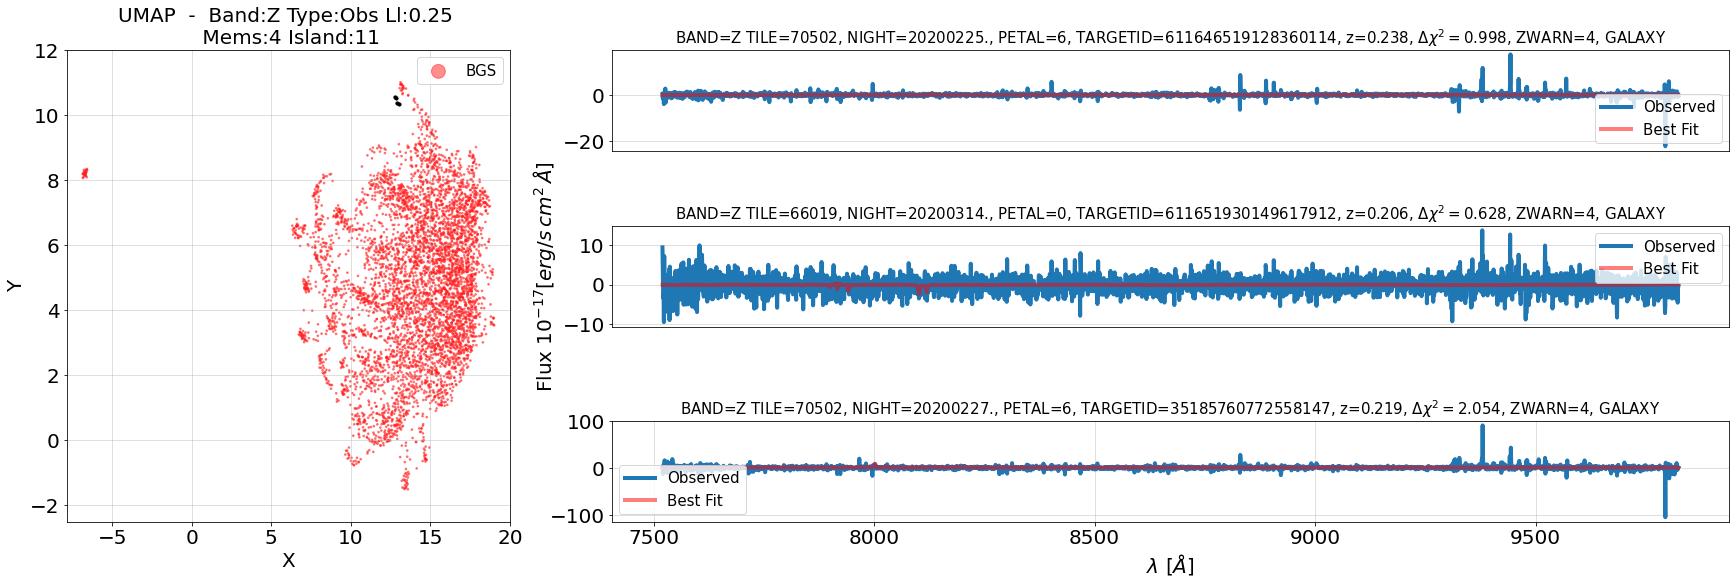 UMAP - Band:Z Type:Obs Ll:0.25
Mems:4 Island:11
BGS
12
10
8
6
4
2
0
−2
Y
−5
0
5
10
15
20
X
Flux 10⁻¹⁷[erg/s cm² Å]
BAND=Z TILE=70502, NIGHT=20200225., PETAL=6, TARGETID=611646519128360114, z=0.238, Δχ² = 0.998, ZWARN=4, GALAXY
0
−20
Observed
Best Fit
BAND=Z TILE=66019, NIGHT=20200314., PETAL=0, TARGETID=611651930149617912, z=0.206, Δχ² = 0.628, ZWARN=4, GALAXY
10
0
−10
Observed
Best Fit
BAND=Z TILE=70502, NIGHT=20200227., PETAL=6, TARGETID=35185760772558147, z=0.219, Δχ² = 2.054, ZWARN=4, GALAXY
100
0
−100
Observed
Best Fit
7500
8000
8500
9000
9500
λ [Å]